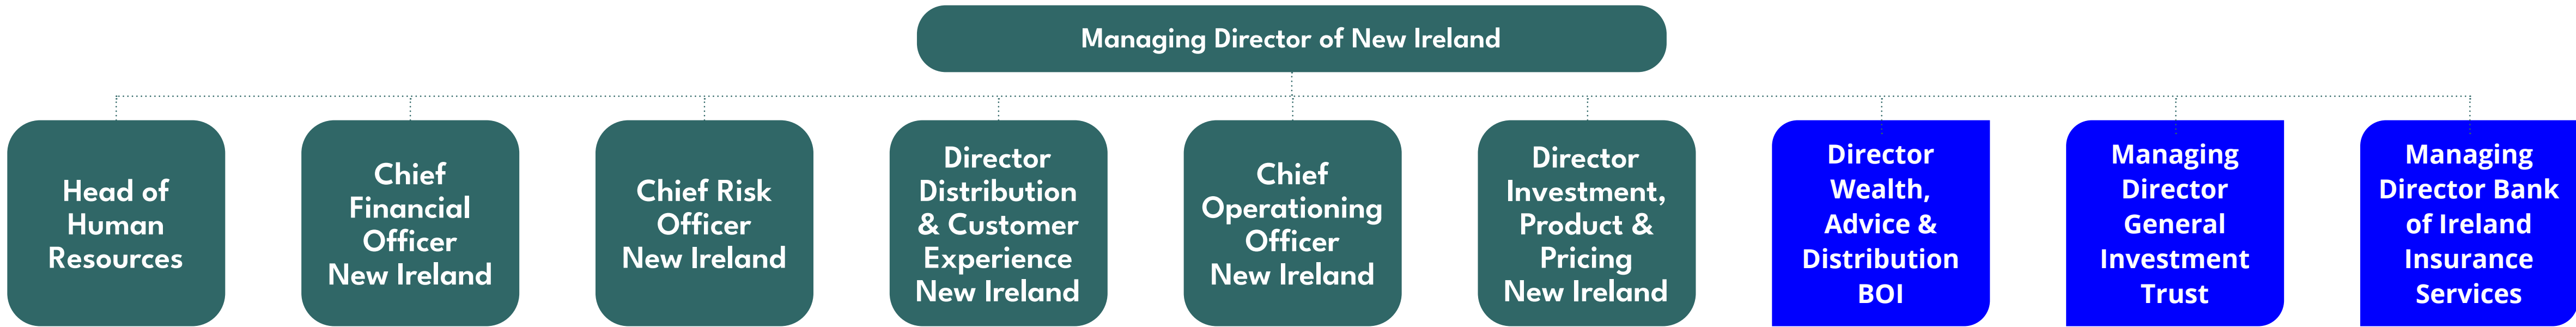 Managing Director of New Ireland
Head of
Human
Resources
Chief
Financial
Officer
New Ireland
Chief Risk
Officer
New Ireland
Director
Distribution
& Customer
Experience
New Ireland
Chief
Operationing
Officer
New Ireland
Director
Investment,
Product &
Pricing
New Ireland
Director
Wealth,
Advice &
Distribution
BOI
Managing
Director
General
Investment
Trust
Managing
Director Bank
of Ireland
Insurance
Services